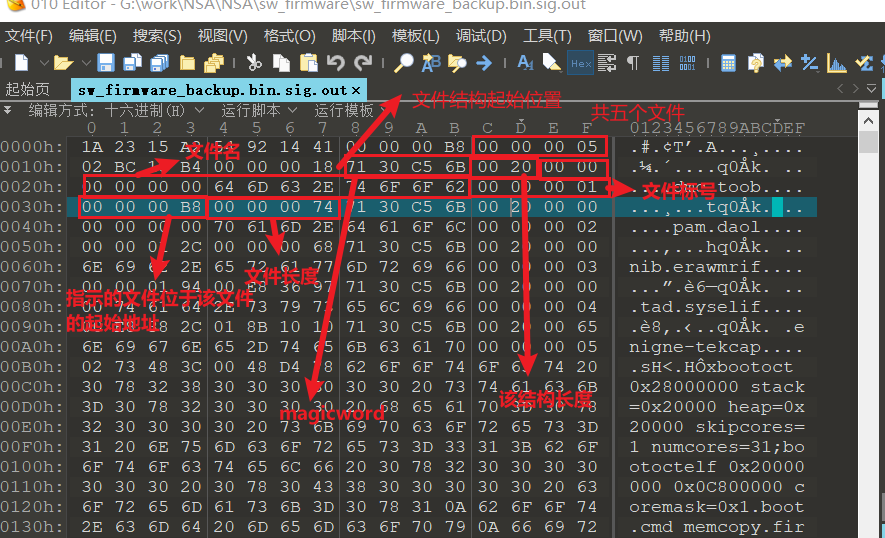 010 Editor - G:\work\NSA\NSA\sw_firmware\sw_firmware_backup.bin.sig.out
文件(F) 编辑(E) 搜索(S) 视图(V) 格式(O) 脚本(I) 模板(L) 调试(D) 工具(T) 窗口(W) 帮助(H)
Hex
起始页 sw_firmware_backup.bin.sig.out ×
编辑方式: 十六进制(H) 运行脚本 运行模板
文件结构起始位置
共五个文件
0 1 2 3 4 5 6 7 8 9 A B C D E F 0123456789ABCDEF
0000h: 1A 23 15 A2 54 92 14 41 00 00 00 B8 00 00 00 05 .#.¢T’.A...¸....
0010h: 02 BC B4 00 00 00 18 71 30 C5 6B 00 20 00 00 .¼.´....q0Åk. ..
文件名
0020h: 00 00 00 00 64 6D 63 2E 74 6F 6F 62 00 00 00 01
文件标号
0030h: 00 00 00 B8 00 00 00 74 71 30 C5 6B 00 00 00 ...¸...tq0Åk. ..
0040h: 00 00 00 00 70 61 6D 2E 64 61 6F 6C 00 00 00 02 ....pam.daol....
0050h: 00 00 01 2C 00 00 00 68 71 30 C5 6B 00 20 00 00 ...,...hq0Åk. ..
0060h: 6E 69 2E 65 72 61 77 6D 72 69 66 00 00 00 03 nib.erawmrif....
文件长度
0070h: 00 00 01 94 71 30 C5 6B 00 20 00 00 ...”.è6—q0Åk. ..
指示的文件位于该文件的起始地址
0080h: 00 74 61 64 2E 73 79 65 6C 69 66 00 00 00 04 .tad.syselif....
0090h: 2C 01 8B 10 10 71 30 C5 6B 00 20 00 65 .è8,.‹..q0Åk. .e
00A0h: 6E 69 67 6E 65 2D 74 65 6B 63 61 70 00 00 00 05 nigne-tekcap....
00B0h: 02 73 48 3C 00 48 D4 78 62 6F 6F 74 6F 74 20 .sH<.HÔxbootoct
00C0h: 30 78 32 38 30 30 30 30 30 20 73 74 61 63 6B 0x28000000 stack
该结构长度
00D0h: 3D 30 78 32 30 30 30 30 20 68 65 61 70 3D 30 78 =0x20000 heap=0x
magicword
00E0h: 32 30 30 30 30 20 73 6B 69 70 63 6F 72 65 73 3D 20000 skipcores=
00F0h: 31 20 6E 75 6D 63 6F 72 65 73 3D 33 31 3B 62 6F 1 numcores=31;bo
0100h: 6F 74 6F 63 74 65 6C 66 20 30 78 32 30 30 30 30 otoctelf 0x20000
0110h: 30 30 30 20 30 78 30 43 38 30 30 30 30 30 20 63 000 0x0C800000 c
0120h: 6F 72 65 6D 61 73 6B 3D 30 78 31 0A 62 6F 6F 74 oremask=0x1.boot
0130h: 2E 63 6D 64 20 6D 65 6D 63 6F 70 79 0A 66 69 72 .cmd memcopy.fir